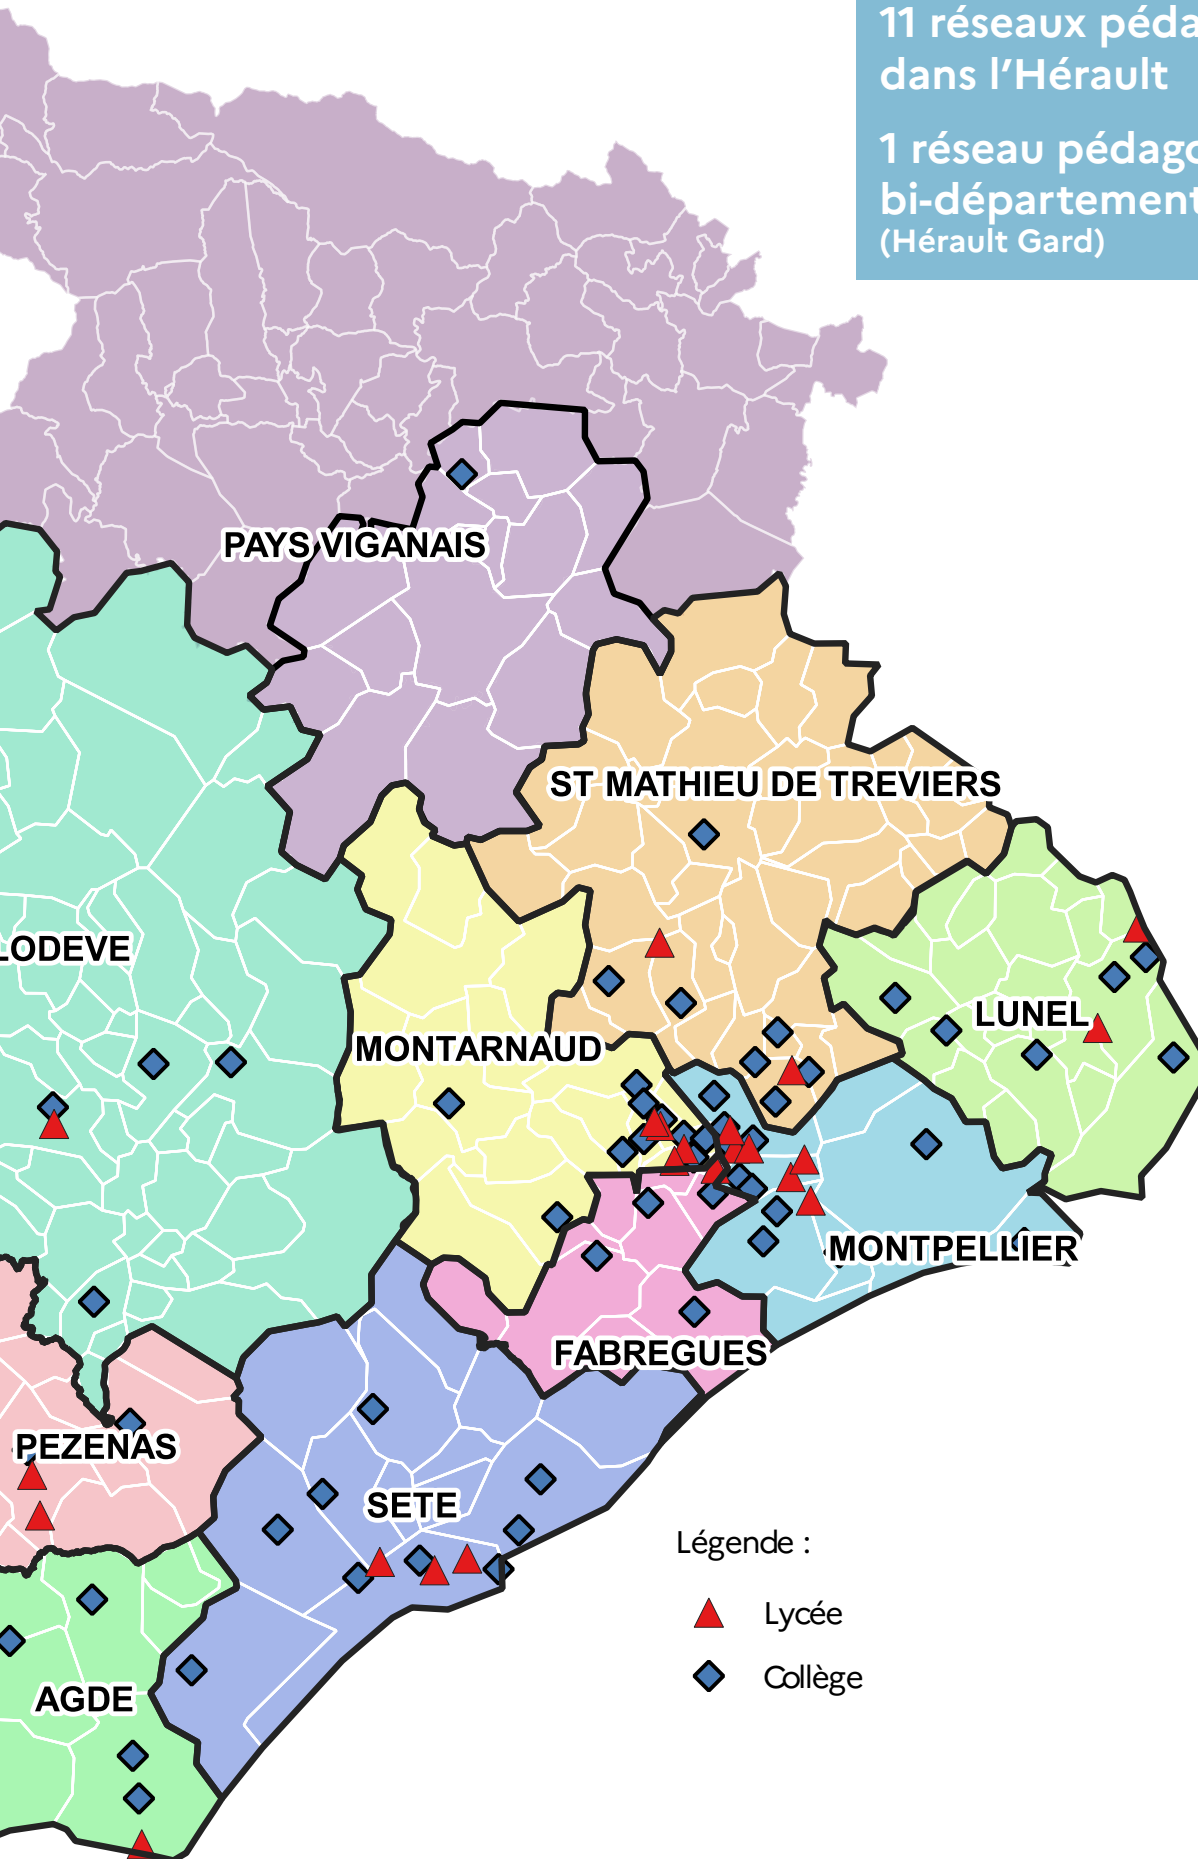 11 réseaux péda
dans l'Hérault
1 réseau pédago
bi-département
(Hérault Gard)
PAYS VIGANAIS
ST MATHIEU DE TREVIERS
LODEVE
LUNEL
MONTARNAUD
MONTPELLIER
FABREGUES
PEZENAS
SETE
Légende :
Lycée
Collège
AGDE